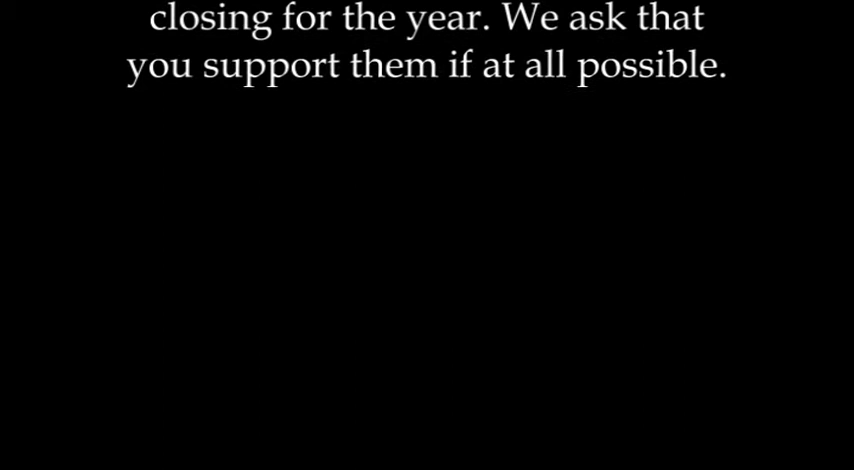 closing for the year. We ask that
you support them if at all possible.